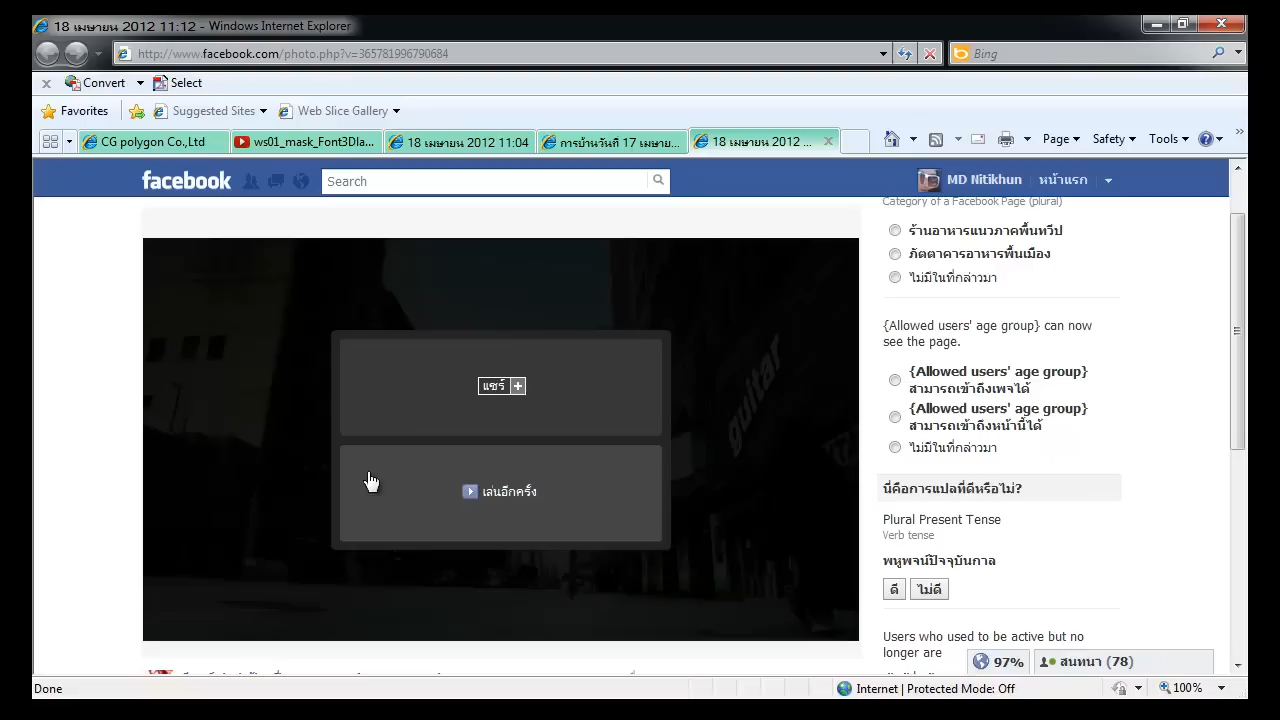 18 เมษายน 2012 11:12 - Windows Internet Explorer
http://www.facebook.com/photo.php?v=365781996790684
Bing
Convert
Select
Favorites
Suggested Sites
Web Slice Gallery
CG polygon Co.,Ltd
ws01_mask_Font3Dla...
18 เมษายน 2012 11:04
การบ้านวันที่ 17 เมษาย...
18 เมษายน 2012 ...
Page
Safety
Tools
facebook
Search
MD Nitikhun
หน้าแรก
Category of a Facebook Page (plural)
ร้านอาหารแนวภาคพื้นทวีป
ภัตตาคารอาหารพื้นเมือง
ไม่มีในที่กล่าวมา
{Allowed users' age group} can now
see the page.
{Allowed users' age group}
สามารถเข้าถึงเพจได้
{Allowed users' age group}
สามารถเข้าถึงหน้านี้ได้
ไม่มีในที่กล่าวมา
นี่คือการแปลที่ดีหรือไม่?
Plural Present Tense
Verb tense
พหูพจน์ปัจจุบันกาล
ดี
ไม่ดี
Users who used to be active but no
longer are
แชร์ +
เล่นอีกครั้ง
guitar
97%
สนทนา (78)
Done
Internet | Protected Mode: Off
100%